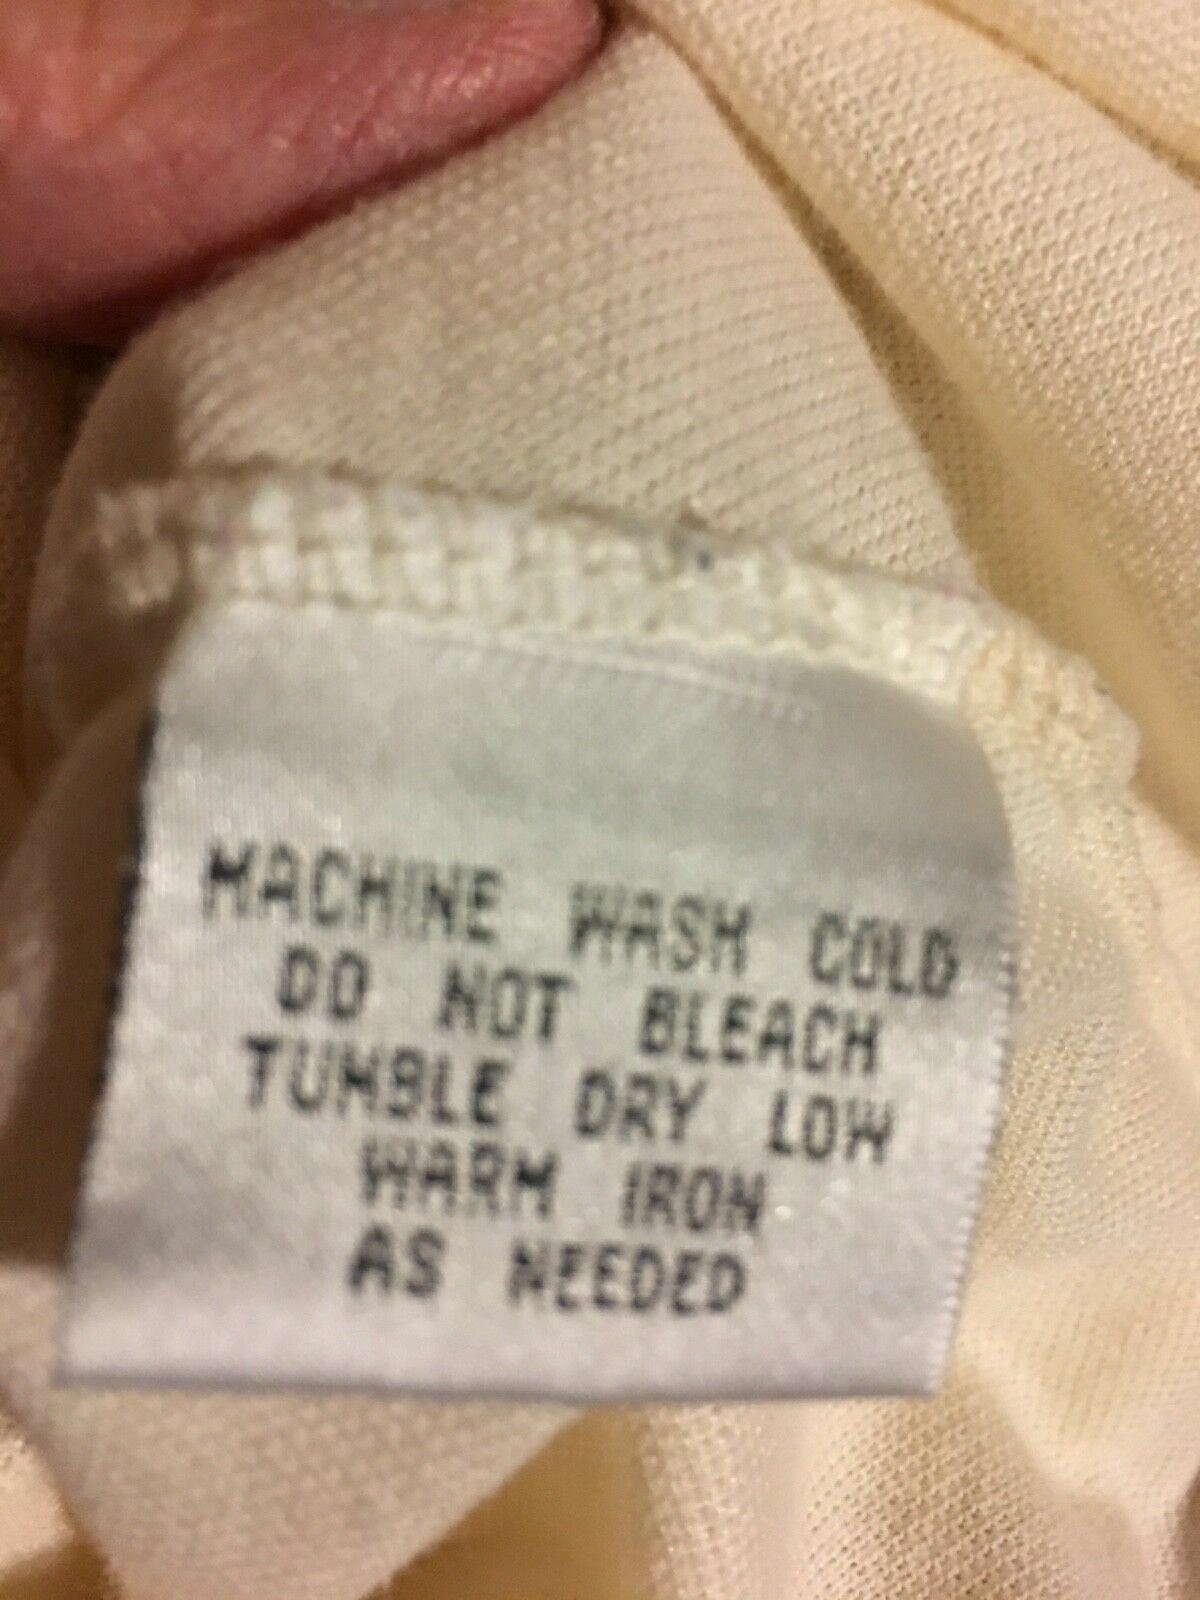 MACHINE WASH COLD
DO NOT BLEACH
TUMBLE DRY LOW
WARM IRON
AS NEEDED